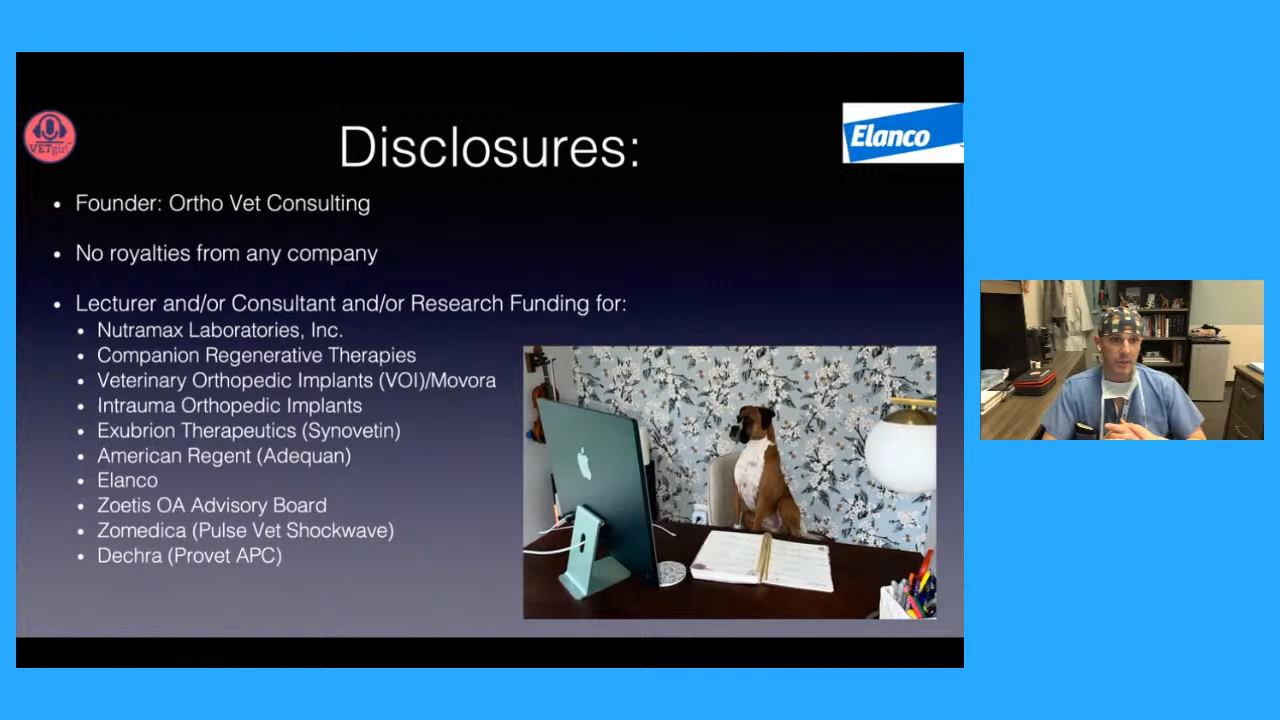 VETgirl
Disclosures:
Elanco
• Founder: Ortho Vet Consulting
• No royalties from any company
• Lecturer and/or Consultant and/or Research Funding for:
• Nutramax Laboratories, Inc.
• Companion Regenerative Therapies
• Veterinary Orthopedic Implants (VOI)/Movora
• Intrauma Orthopedic Implants
• Exubrion Therapeutics (Synovetin)
• American Regent (Adequan)
• Elanco
• Zoetis OA Advisory Board
• Zomedica (Pulse Vet Shockwave)
• Dechra (Provet APC)